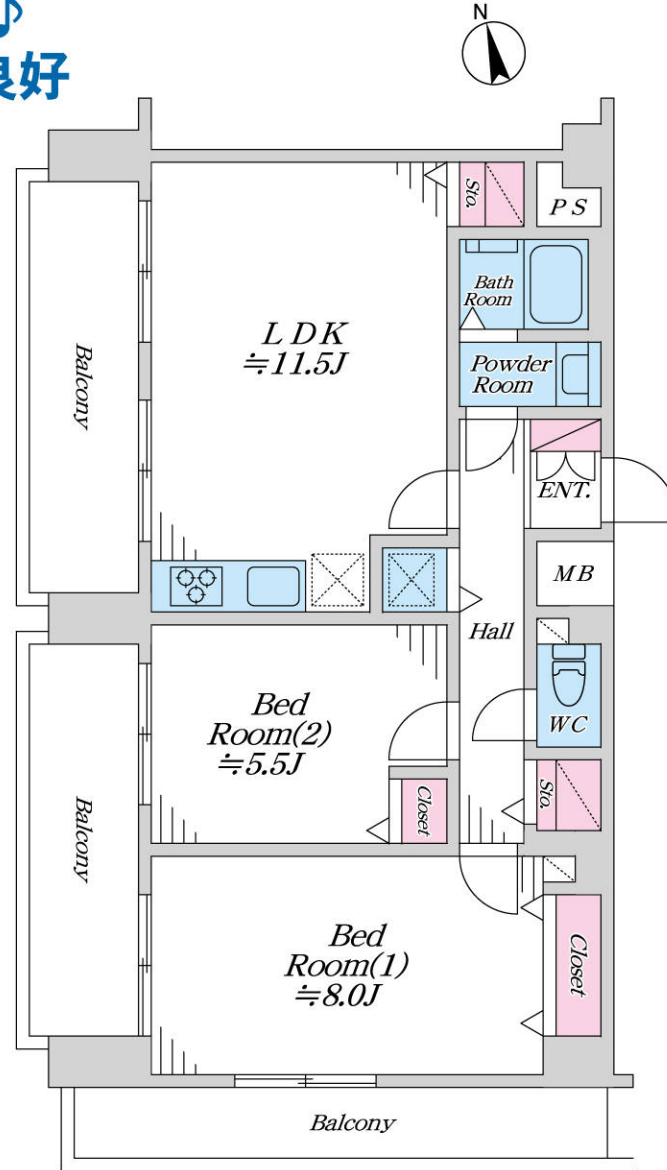 ♪
良好
N
Sto.
PS
Bath
Room
LDK
≒11.5J
Powder
Room
Balcony
ENT.
MB
Hall
Bed
Room(2)
≒5.5J
WC
Balcony
Closet
Sto.
Bed
Room(1)
≒8.0J
Closet
Balcony